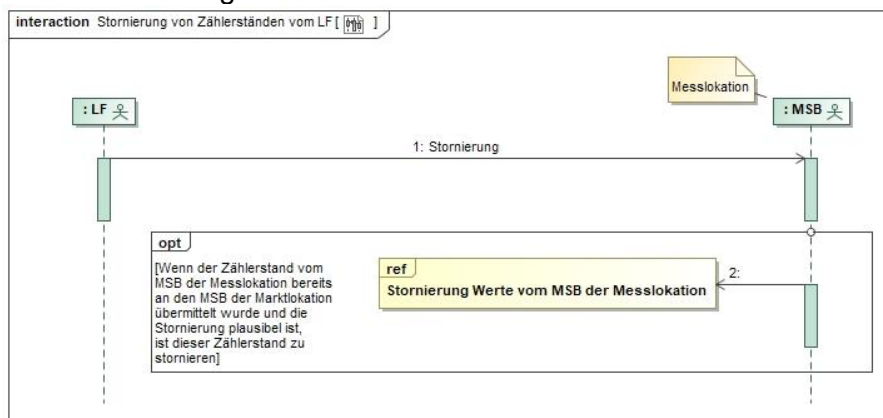 interaction Stornierung von Zählerständen vom LF [ ]
Messlokation
: LF
: MSB
1: Stornierung
opt
[Wenn der Zählerstand vom
MSB der Messlokation bereits
an den MSB der Marktlokation
übermittelt wurde und die
Stornierung plausibel ist,
ist dieser Zählerstand zu
stornieren]
ref
Stornierung Werte vom MSB der Messlokation
2: